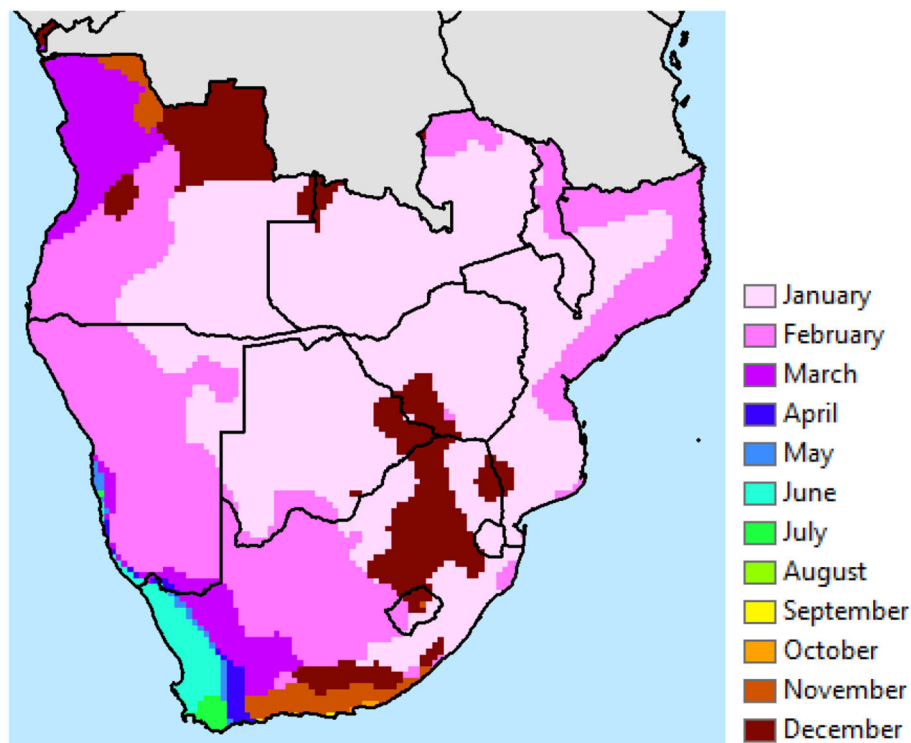 January
February
March
April
May
June
July
August
September
October
November
December